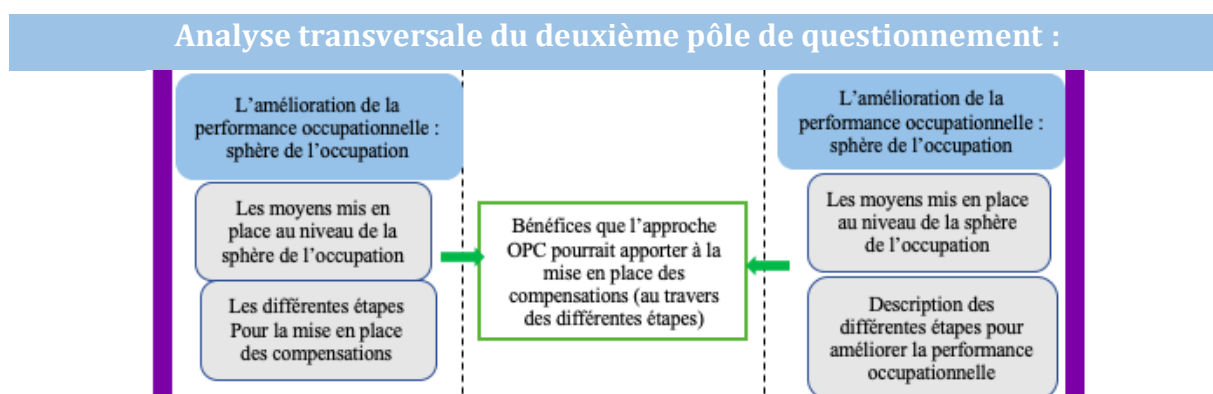 Analyse transversale du deuxième pôle de questionnement :
L'amélioration de la
performance occupationnelle :
sphère de l'occupation
Les moyens mis en
place au niveau de la
sphère de l'occupation
Les différentes étapes
Pour la mise en place
des compensations
Bénéfices que l'approche
OPC pourrait apporter à la
mise en place des
compensations (au travers
des différentes étapes)
L'amélioration de la
performance occupationnelle :
sphère de l'occupation
Les moyens mis en place
au niveau de la sphère
de l'occupation
Description des
différentes étapes pour
améliorer la performance
occupationnelle